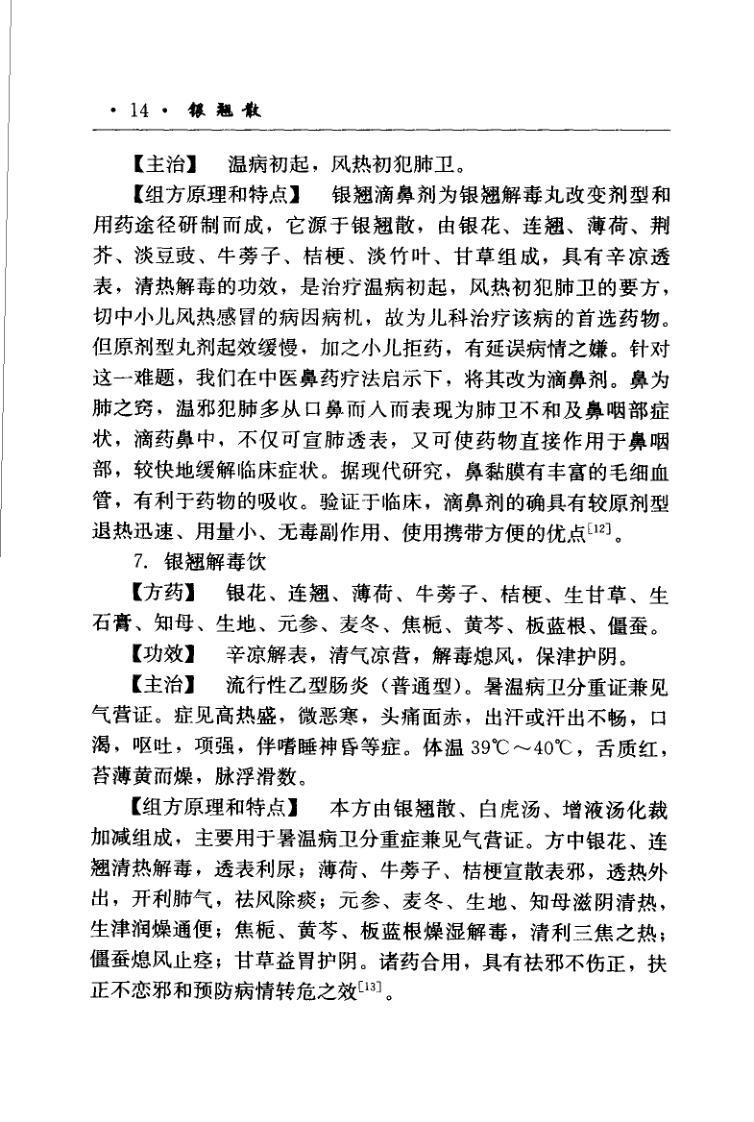 · 14 · 银翘散
【主治】 温病初起，风热初犯肺卫。
【组方原理和特点】 银翘滴鼻剂为银翘解毒丸改变剂型和
用药途径研制而成，它源于银翘散，由银花、连翘、薄荷、荆
芥、淡豆豉、牛蒡子、桔梗、淡竹叶、甘草组成，具有辛凉透
表，清热解毒的功效，是治疗温病初起，风热初犯肺卫的要方，
切中小儿风热感冒的病因病机，故为儿科治疗该病的首选药物。
但原剂型丸剂起效缓慢，加之小儿拒药，有延误病情之嫌。针对
这一难题，我们在中医鼻药疗法启示下，将其改为滴鼻剂。鼻为
肺之窍，温邪犯肺多从口鼻而入而表现为肺卫不和及鼻咽部症
状，滴药鼻中，不仅可宣肺透表，又可使药物直接作用于鼻咽
部，较快地缓解临床症状。据现代研究，鼻黏膜有丰富的毛细血
管，有利于药物的吸收。验证于临床，滴鼻剂的确具有较原剂型
退热迅速、用量小、无毒副作用、使用携带方便的优点[12]。
7. 银翘解毒饮
【方药】 银花、连翘、薄荷、牛蒡子、桔梗、生甘草、生
石膏、知母、生地、元参、麦冬、焦栀、黄芩、板蓝根、僵蚕。
【功效】 辛凉解表，清气凉营，解毒熄风，保津护阴。
【主治】 流行性乙型肠炎（普通型）。暑温病卫分重证兼见
气营证。症见高热盛，微恶寒，头痛面赤，出汗或汗出不畅，口
渴，呕吐，项强，伴嗜睡神昏等症。体温 39℃～40℃，舌质红，
苔薄黄而燥，脉浮滑数。
【组方原理和特点】 本方由银翘散、白虎汤、增液汤化裁
加减组成，主要用于暑温病卫分重症兼见气营证。方中银花、连
翘清热解毒，透表利尿；薄荷、牛蒡子、桔梗宣散表邪，透热外
出，开利肺气，祛风除痰；元参、麦冬、生地、知母滋阴清热，
生津润燥通便；焦栀、黄芩、板蓝根燥湿解毒，清利三焦之热；
僵蚕熄风止痉；甘草益胃护阴。诸药合用，具有祛邪不伤正，扶
正不恋邪和预防病情转危之效[13]。